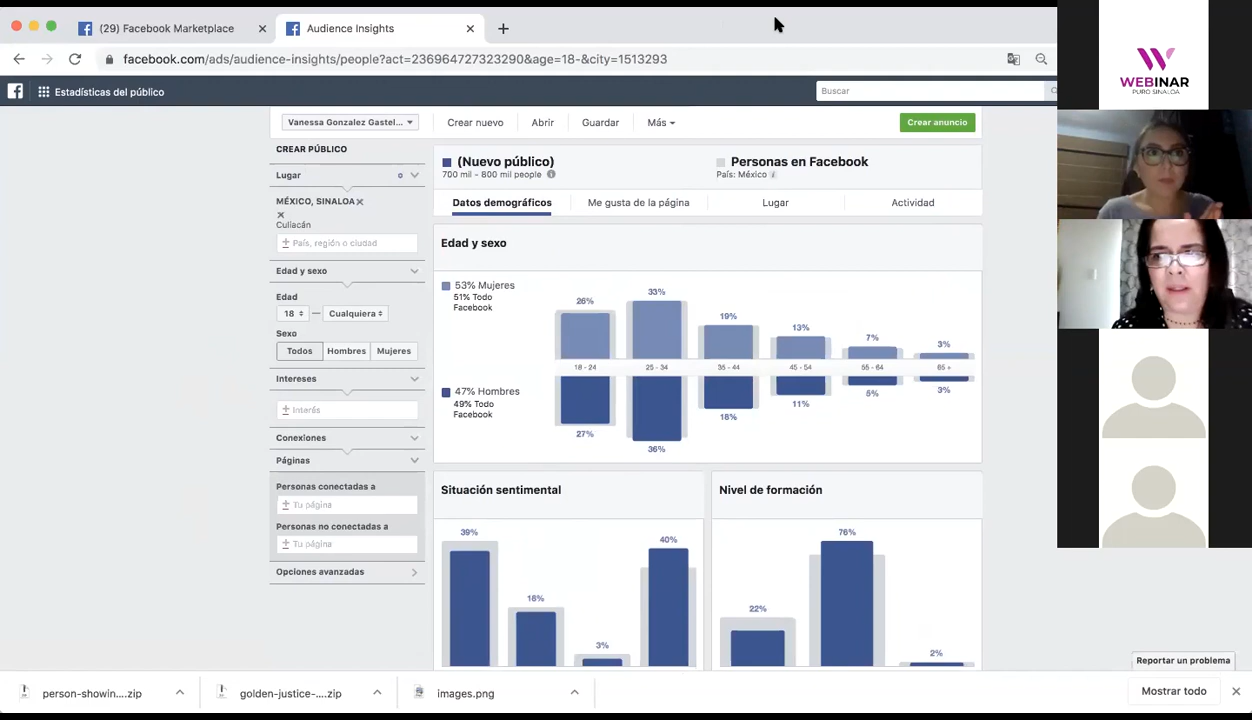 (29) Facebook Marketplace
Audience Insights
facebook.com/ads/audience-insights/people?act=236964727323290&age=18-&city=1513293
Estadísticas del público
Buscar
Vanessa Gonzalez Gastel...
Crear nuevo
Abrir
Guardar
Más
Crear anuncio
CREAR PÚBLICO
Lugar
MÉXICO, SINALOA
Culiacán
País, región o ciudad
Edad y sexo
Edad
18 — Cualquiera
Sexo
Todos Hombres Mujeres
Intereses
Interés
Conexiones
Páginas
Personas conectadas a
Tu página
Personas no conectadas a
Tu página
Opciones avanzadas
(Nuevo público)
700 mil - 800 mil people
Personas en Facebook
País: México
Datos demográficos
Me gusta de la página
Lugar
Actividad
Edad y sexo
53% Mujeres
51% Todo
Facebook
26% 33% 19% 13% 7% 3%
18 - 24 25 - 34 35 - 44 45 - 54 55 - 64 65 +
47% Hombres
49% Todo
Facebook
27% 36% 18% 11% 5% 3%
Situación sentimental
39% 18% 3% 40%
Nivel de formación
22% 76% 2%
Reportar un problema
person-showin....zip
golden-justice-....zip
images.png
Mostrar todo
WEBINAR
PURO SINALOA